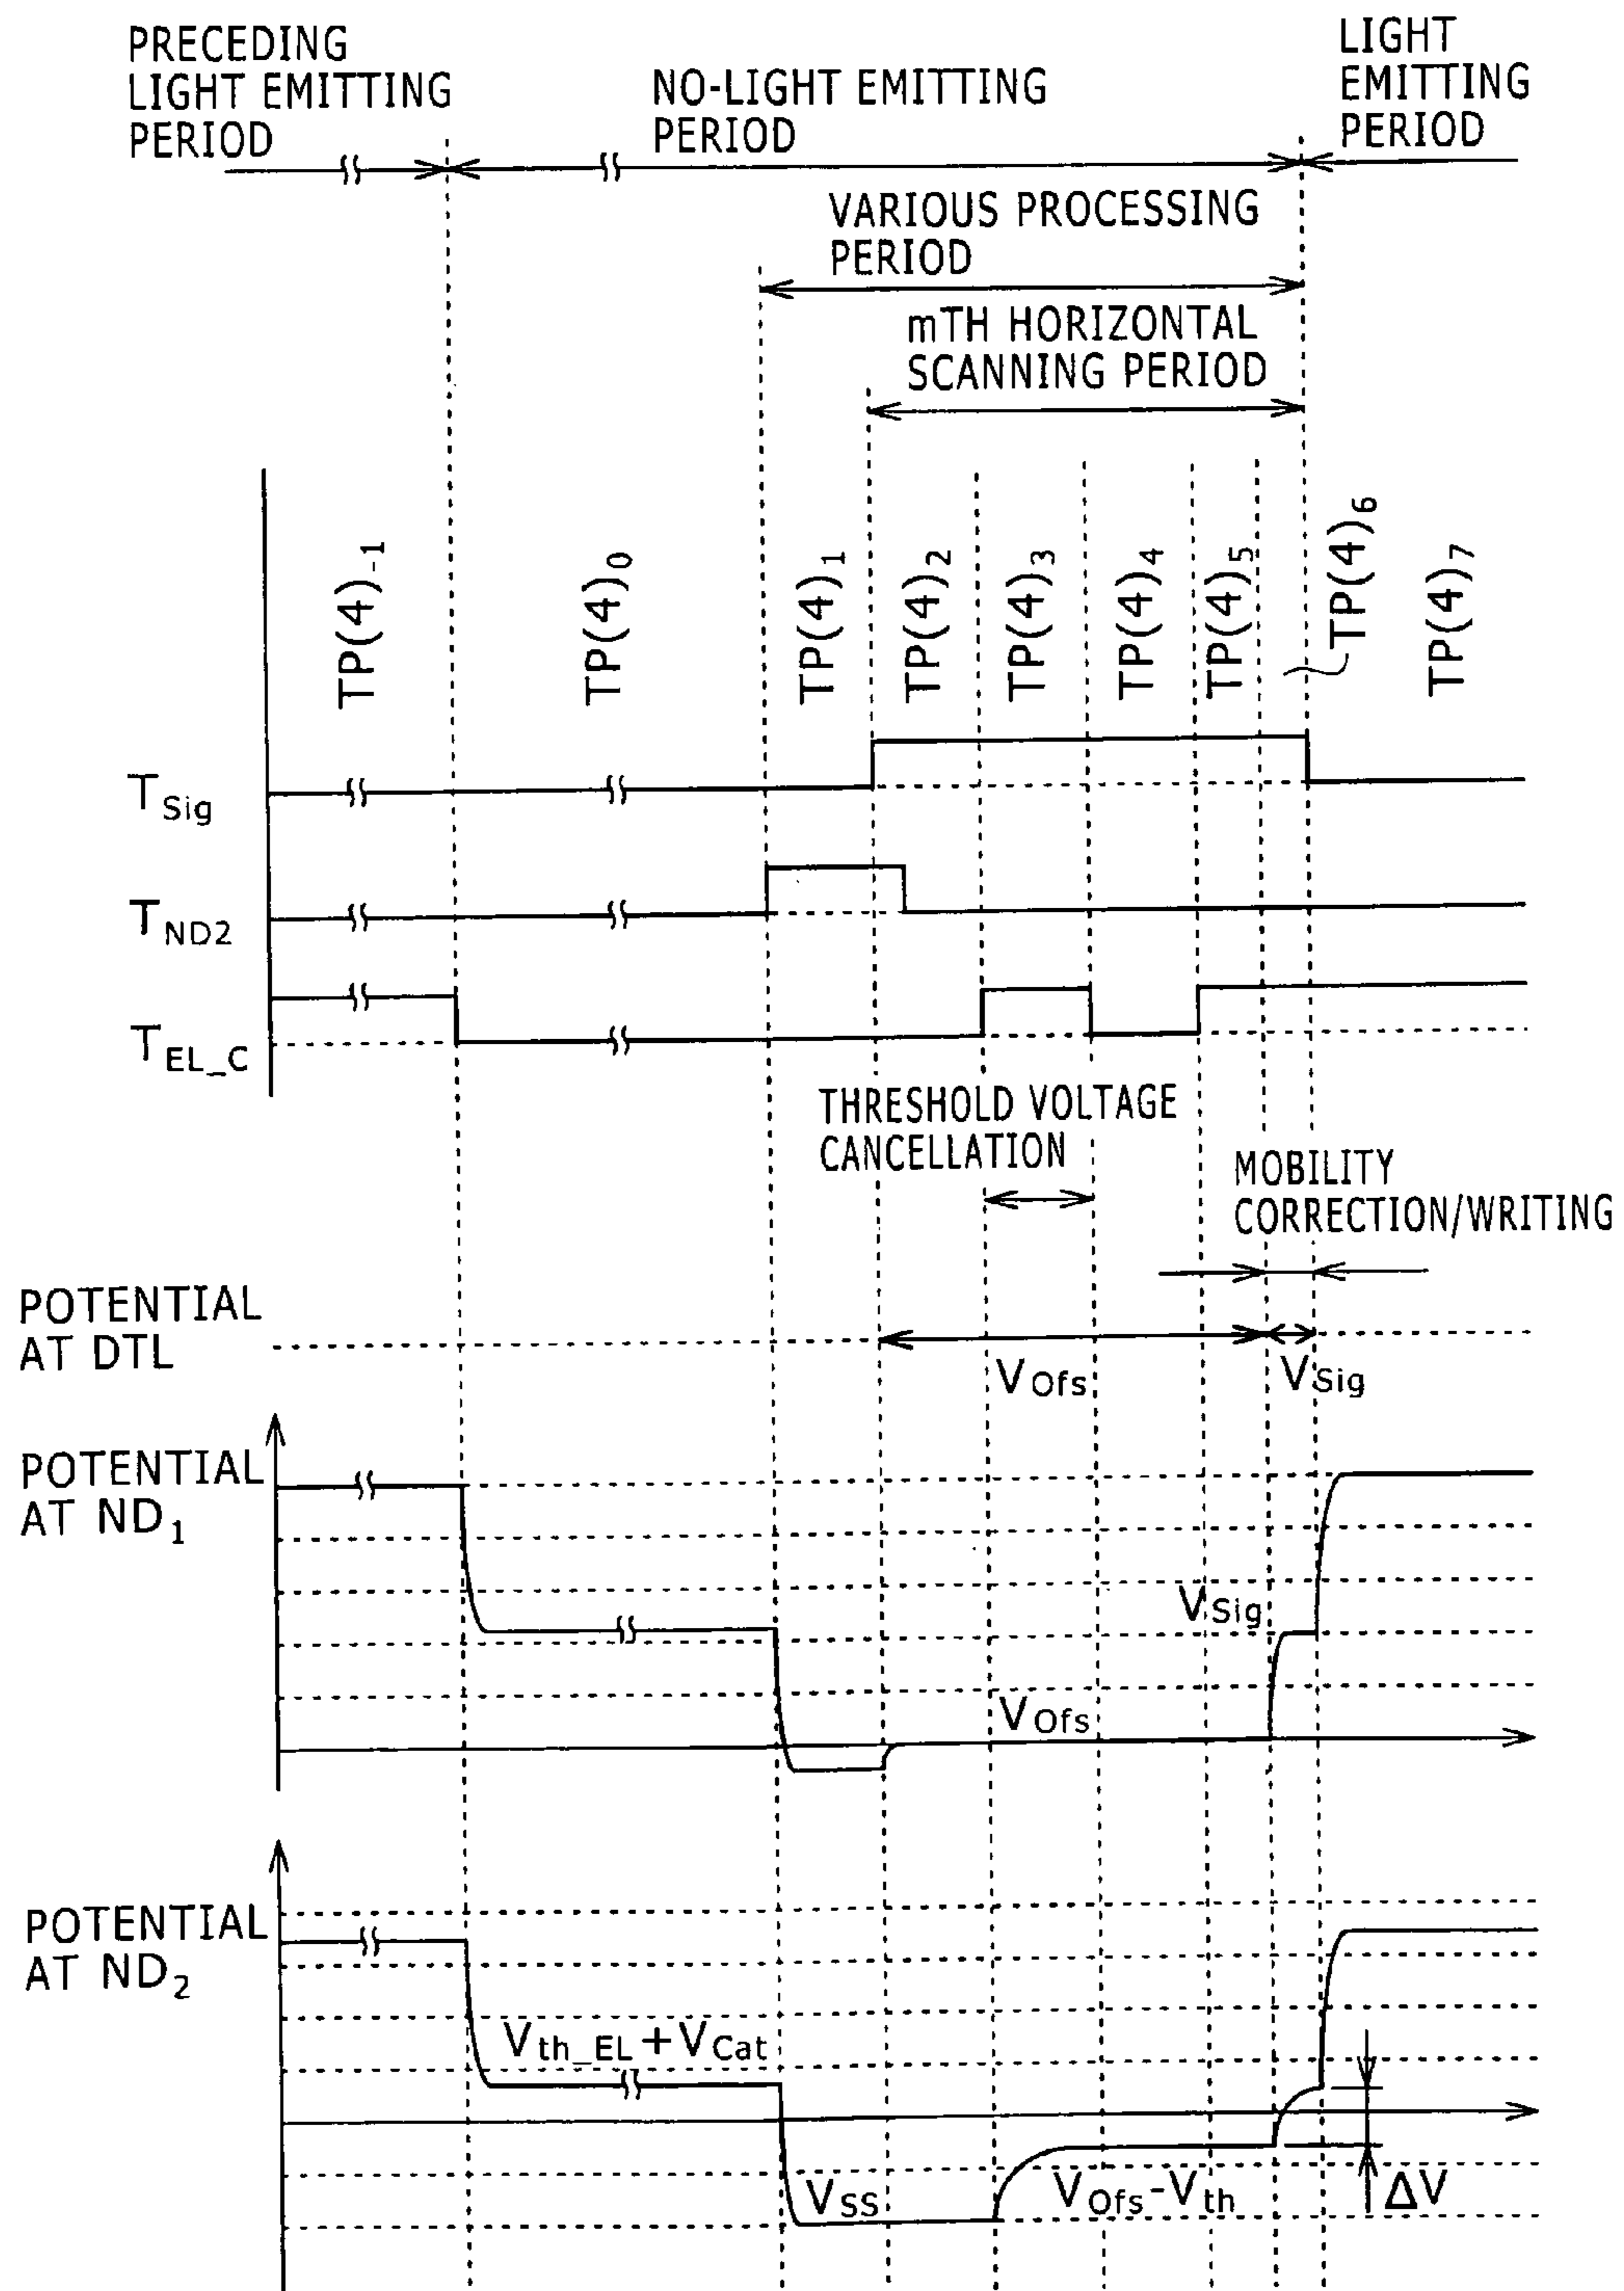 PRECEDING
LIGHT EMITTING
PERIOD
NO-LIGHT EMITTING
PERIOD
LIGHT
EMITTING
PERIOD
VARIOUS PROCESSING
PERIOD
mTH HORIZONTAL
SCANNING PERIOD
TP(4)-1
TP(4)0
TP(4)1
TP(4)2
TP(4)3
TP(4)4
TP(4)5
TP(4)6
TP(4)7
TSig
TND2
TEL_C
THRESHOLD VOLTAGE
CANCELLATION
MOBILITY
CORRECTION/WRITING
POTENTIAL
AT DTL
VOfs
VSig
POTENTIAL
AT ND1
VSig
VOfs
POTENTIAL
AT ND2
Vth_EL+VCat
VSS
VOfs-Vth
ΔV